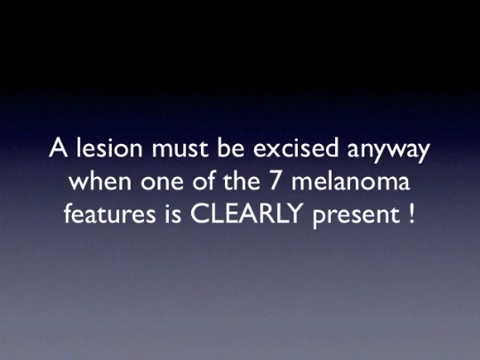 A lesion must be excised anyway
when one of the 7 melanoma
features is CLEARLY present !